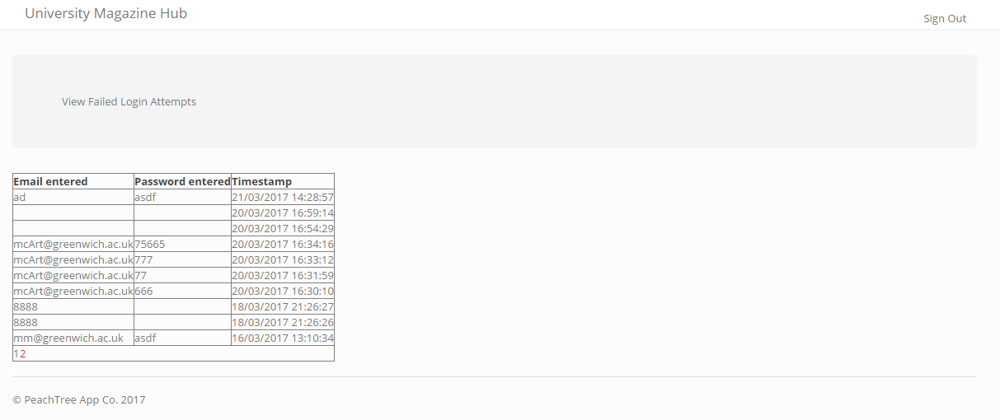 University Magazine Hub
Sign Out
View Failed Login Attempts
Email entered Password entered Timestamp
ad asdf 21/03/2017 14:28:57
20/03/2017 16:59:14
20/03/2017 16:54:29
mcArt@greenwich.ac.uk 75665 20/03/2017 16:34:16
mcArt@greenwich.ac.uk 777 20/03/2017 16:33:12
mcArt@greenwich.ac.uk 77 20/03/2017 16:31:59
mcArt@greenwich.ac.uk 666 20/03/2017 16:30:10
8888 18/03/2017 21:26:27
8888 18/03/2017 21:26:26
mm@greenwich.ac.uk asdf 16/03/2017 13:10:34
12
© PeachTree App Co. 2017